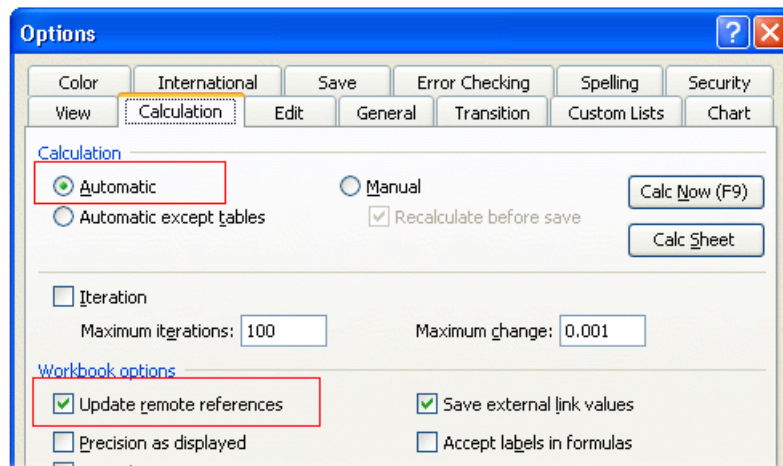 Options
Color International Save Error Checking Spelling Security
View Calculation Edit General Transition Custom Lists Chart
Calculation
Automatic Manual Calc Now (F9)
Automatic except tables Recalculate before save
Calc Sheet
Iteration
Maximum iterations: 100 Maximum change: 0.001
Workbook options
Update remote references Save external link values
Precision as displayed Accept labels in formulas